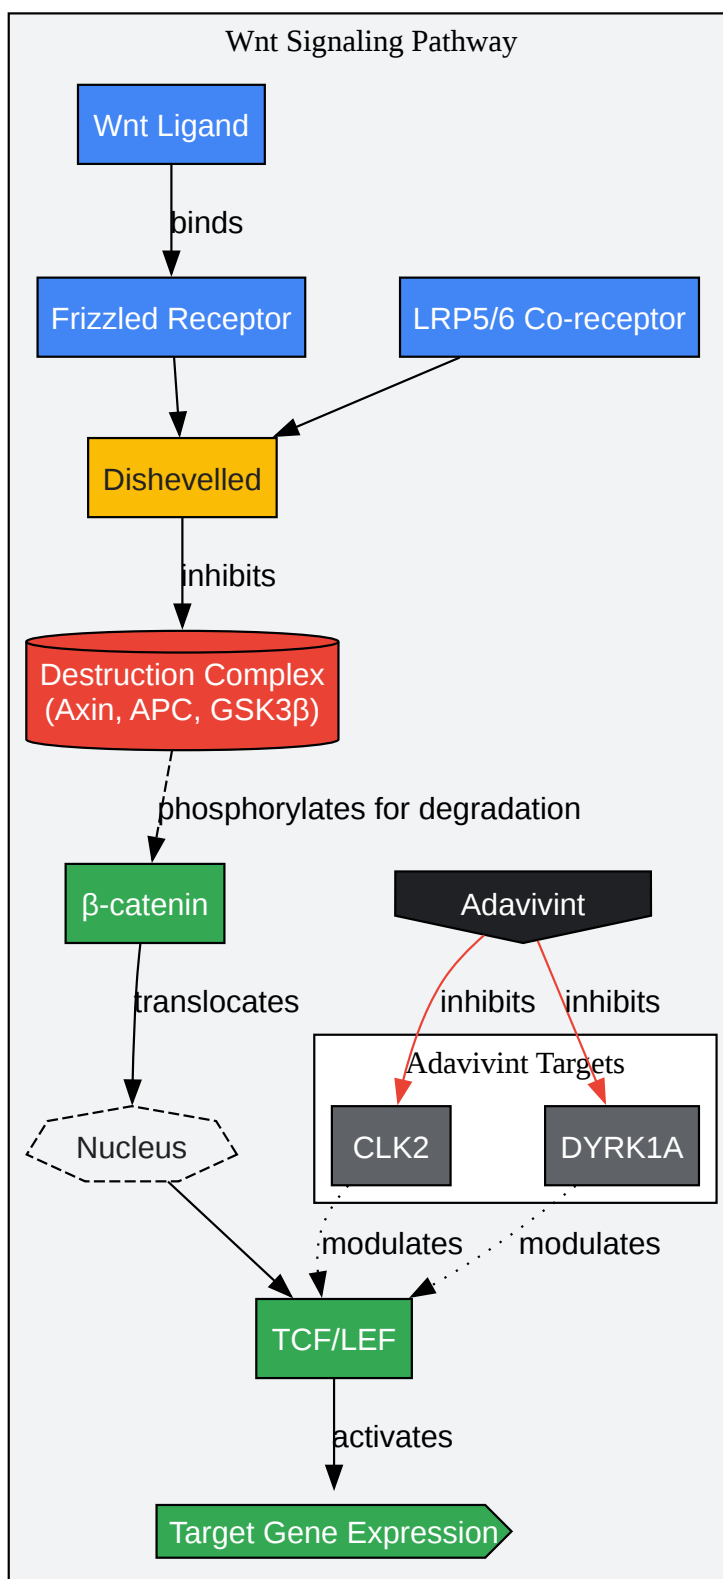 Wnt Signaling Pathway
Wnt Ligand
binds
Frizzled Receptor
LRP5/6 Co-receptor
Dishevelled
inhibits
Destruction Complex
(Axin, APC, GSK3β)
phosphorylates for degradation
β-catenin
Adavivint
translocates
inhibits
inhibits
Adavivint Targets
Nucleus
CLK2
DYRK1A
modulates
modulates
TCF/LEF
activates
Target Gene Expression